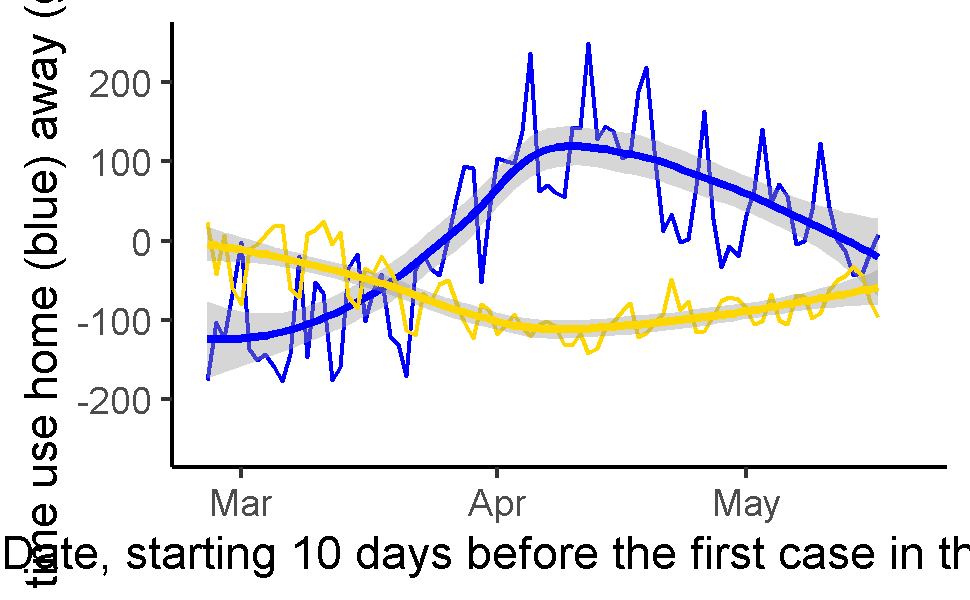 time use home (blue) away (
200
100
0
-100
-200
Mar Apr May
Date, starting 10 days before the first case in th